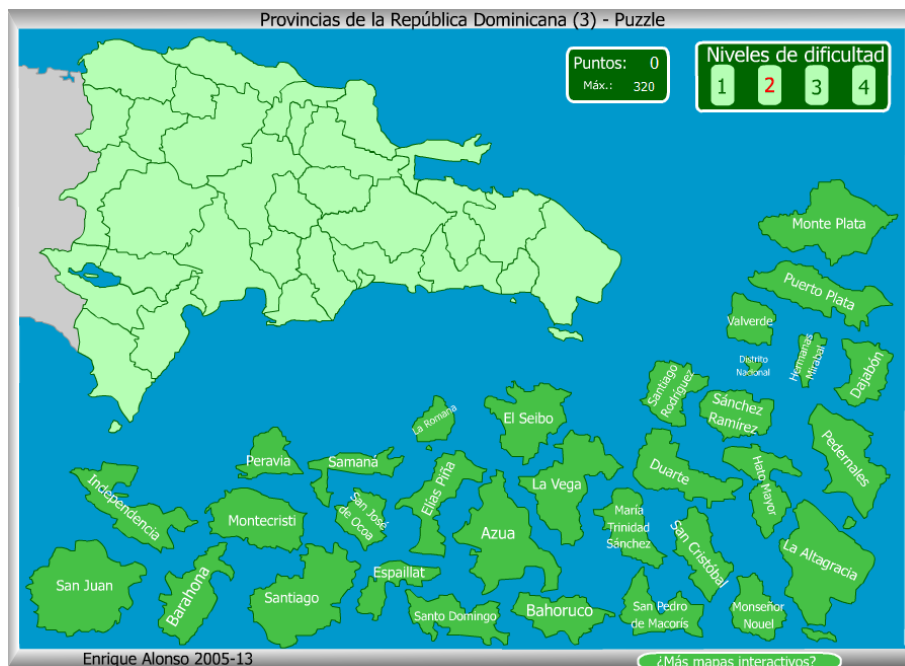 Provincias de la República Dominicana (3) - Puzzle
Puntos: 0
Máx.: 320
Niveles de dificultad
1 2 3 4
Monte Plata
Puerto Plata
Valverde
Distrito
Nacional
Hermanas
Mirabal
Dajabón
Santiago
Rodríguez
Sánchez
Ramírez
La Romana
El Seibo
Pedernales
Peravia
Samaná
Elías Piña
La Vega
Duarte
Hato Mayor
Independencia
Montecristi
San José
de Ocoa
Azua
María
Trinidad
Sánchez
San Cristóbal
La Altagracia
San Juan
Barahona
Santiago
Espaillat
Santo Domingo
Bahoruco
San Pedro
de Macorís
Monseñor
Nouel
Enrique Alonso 2005-13
¿Más mapas interactivos?